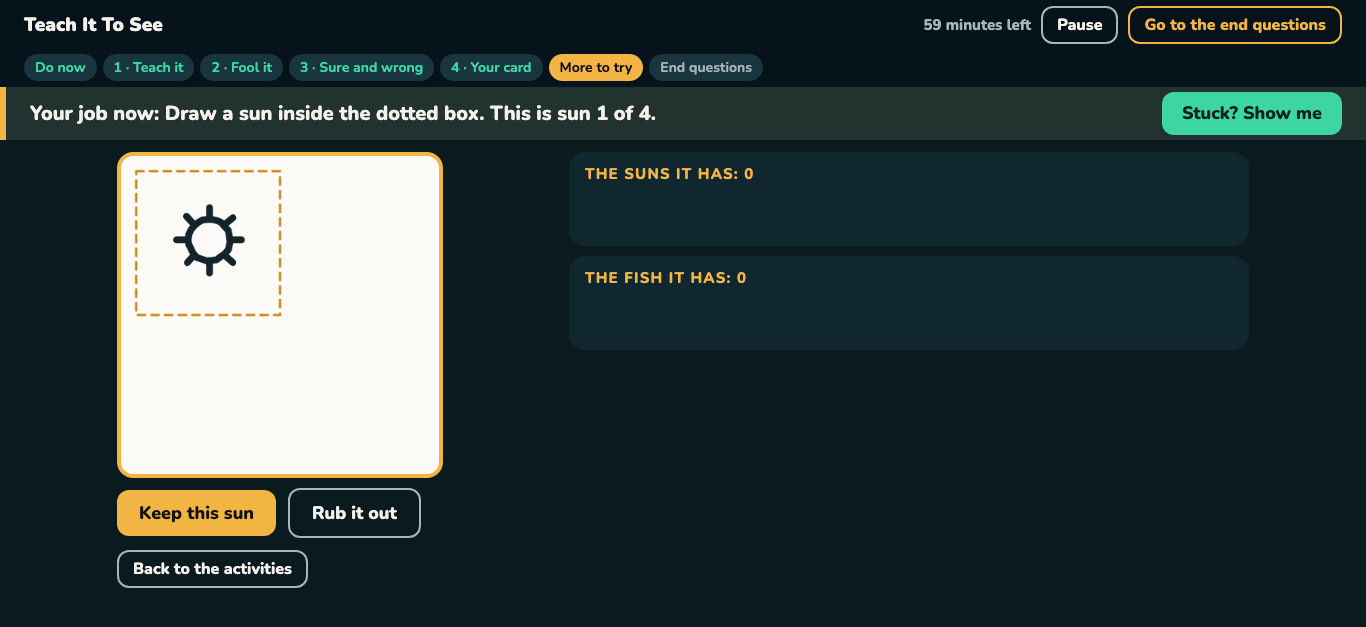 Teach It To See
59 minutes left
Pause
Go to the end questions
Do now
1 · Teach it
2 · Fool it
3 · Sure and wrong
4 · Your card
More to try
End questions
Your job now: Draw a sun inside the dotted box. This is sun 1 of 4.
Stuck? Show me
THE SUNS IT HAS: 0
THE FISH IT HAS: 0
Keep this sun
Rub it out
Back to the activities